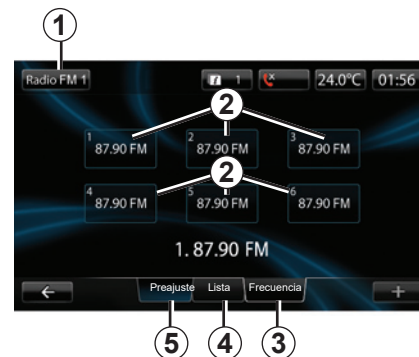 1
Radio FM 1
1
24.0°C
01:56
2
1 87.90 FM
2 87.90 FM
3 87.90 FM
2
4 87.90 FM
5 87.90 FM
6 87.90 FM
1. 87.90 FM
Preajuste
Lista
Frecuencia
+
5
4
3